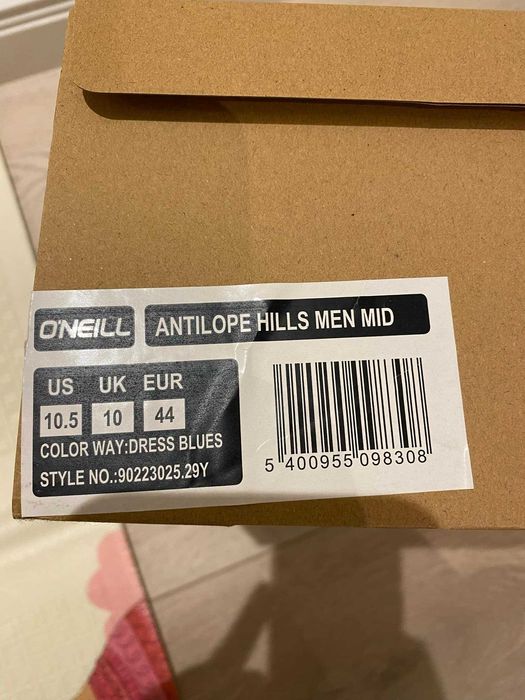 O'NEILL
ANTILOPE HILLS MEN MID
US UK EUR
10.5 10 44
COLOR WAY:DRESS BLUES
STYLE NO.:90223025.29Y
5 400955 098308